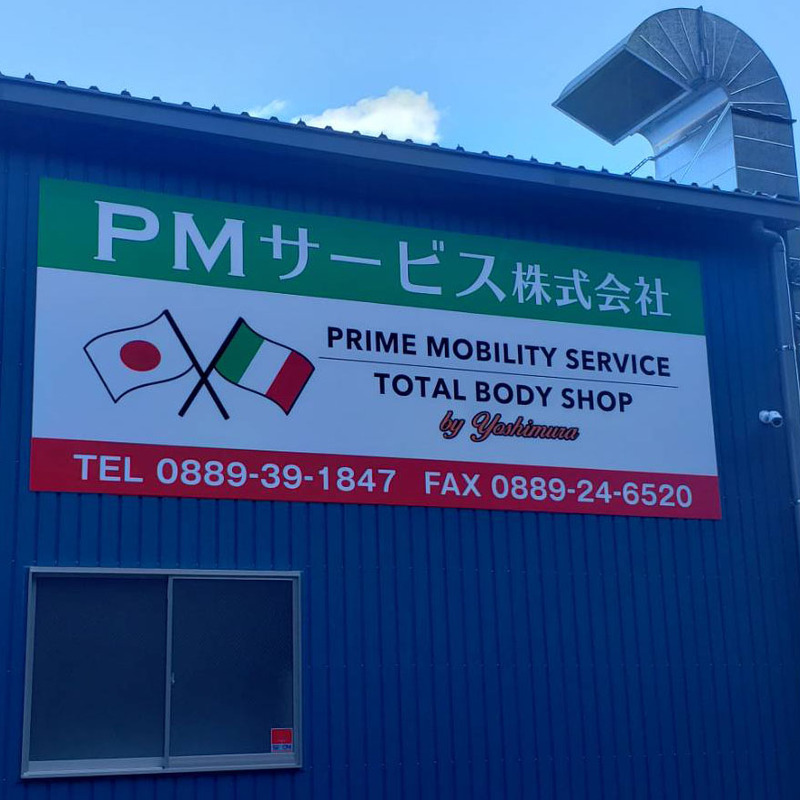 PMサービス株式会社
PRIME MOBILITY SERVICE
TOTAL BODY SHOP
by Yoshimura
TEL 0889-39-1847 FAX 0889-24-6520